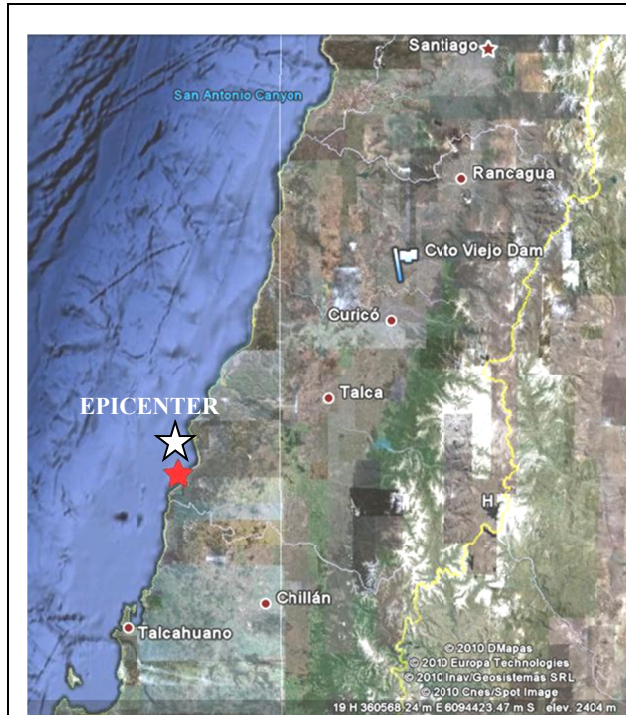 Santiago
San Antonio Canyon
Rancagua
Cvto Viejo Dam
Curicó
Talca
EPICENTER
H
Chillán
Talcahuano
© 2010 DMapas
© 2010 Europa Technologies
© 2010 Inav/Geosistemas SRL
© 2010 Cnes/Spot Image
19 H 360568.24 m E 6094423.47 m S elev. 2404 m